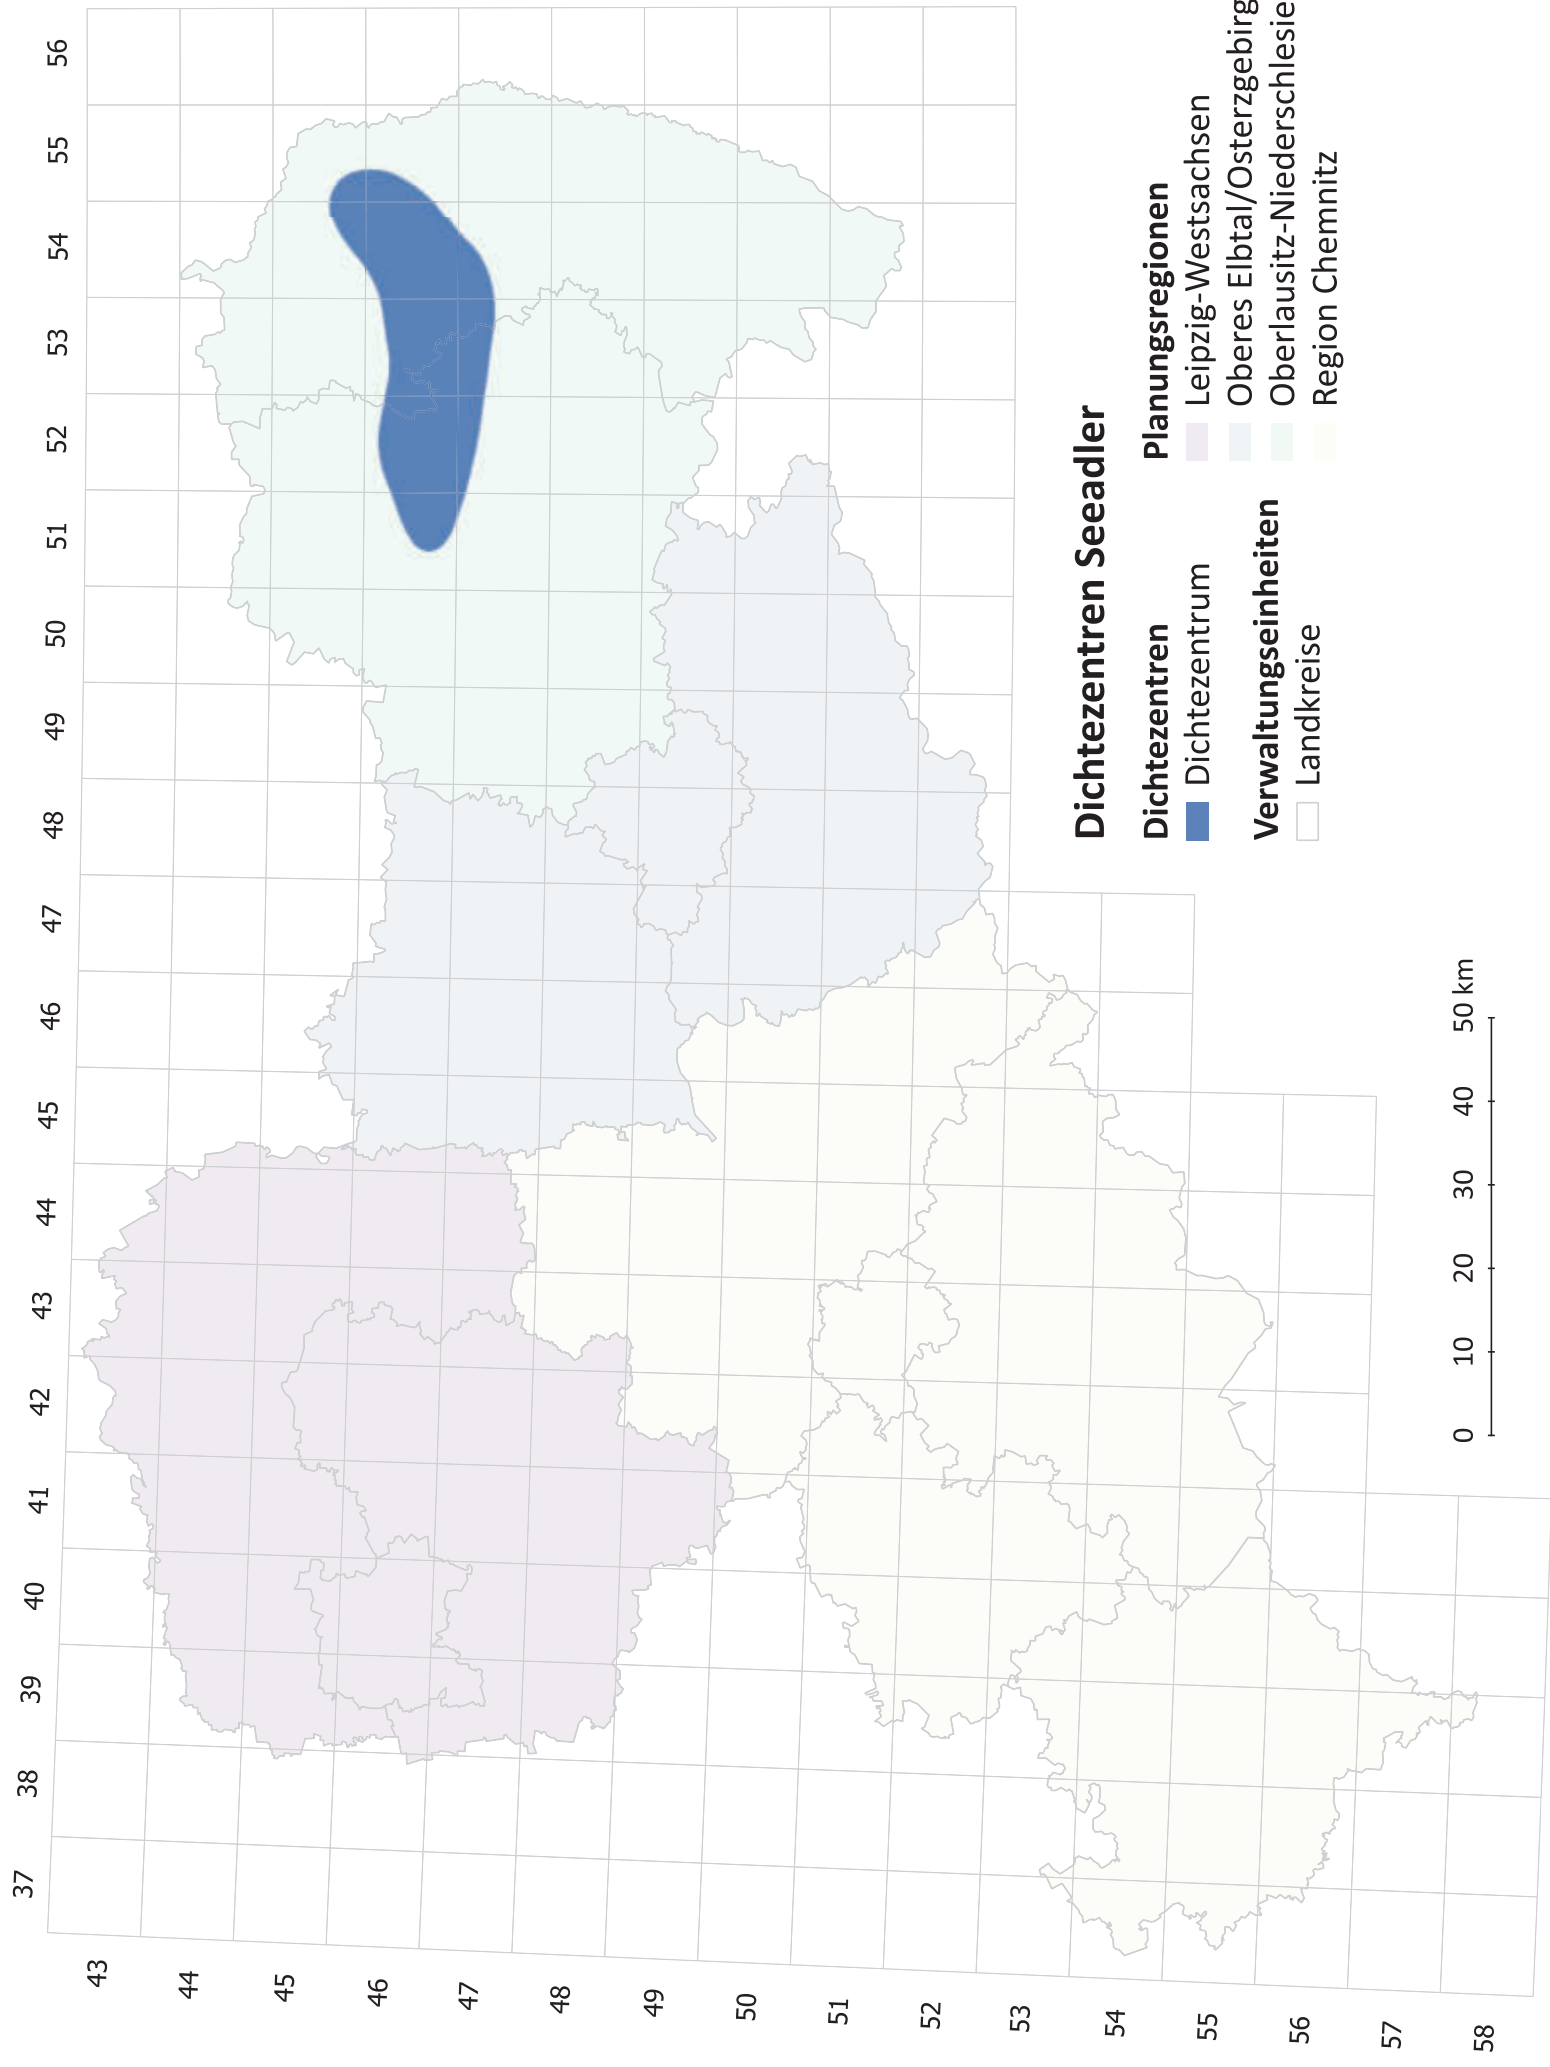 37 38 39 40 41 42 43 44 45 46 47 48 49 50 51 52 53 54 55 56
43
44
45
46
47
48
49
50
51
52
53
54
55
56
57
58
Dichtezentren Seeadler
Dichtezentren
Dichtezentrum
Verwaltungseinheiten
Landkreise
Planungsregionen
Leipzig-Westsachsen
Oberes Elbtal/Osterzgebirg
Oberlausitz-Niederschlesie
Region Chemnitz
0 10 20 30 40 50 km